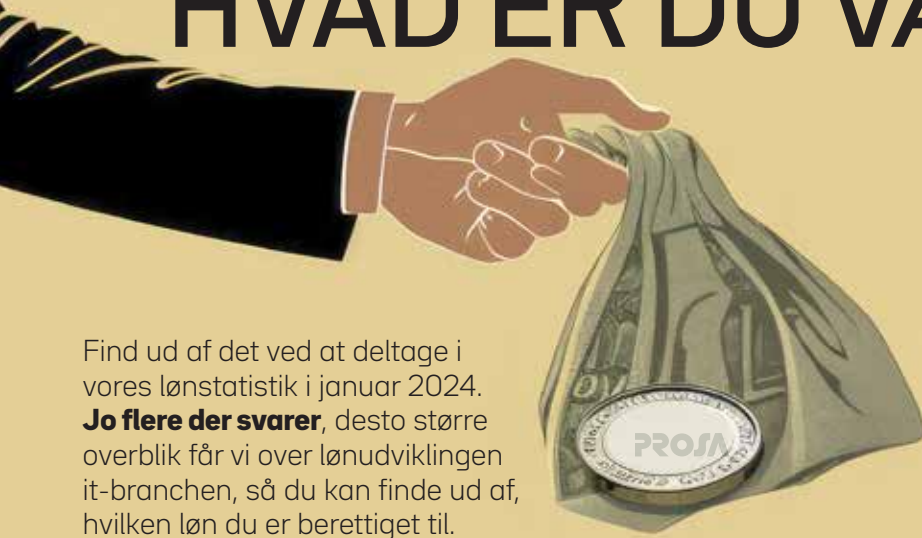 HVAD ER DU VA
Find ud af det ved at deltage i
vores lønstatistik i januar 2024.
Jo flere der svarer, desto større
overblik får vi over lønudviklingen
it-branchen, så du kan finde ud af,
hvilken løn du er berettiget til.
PROSA